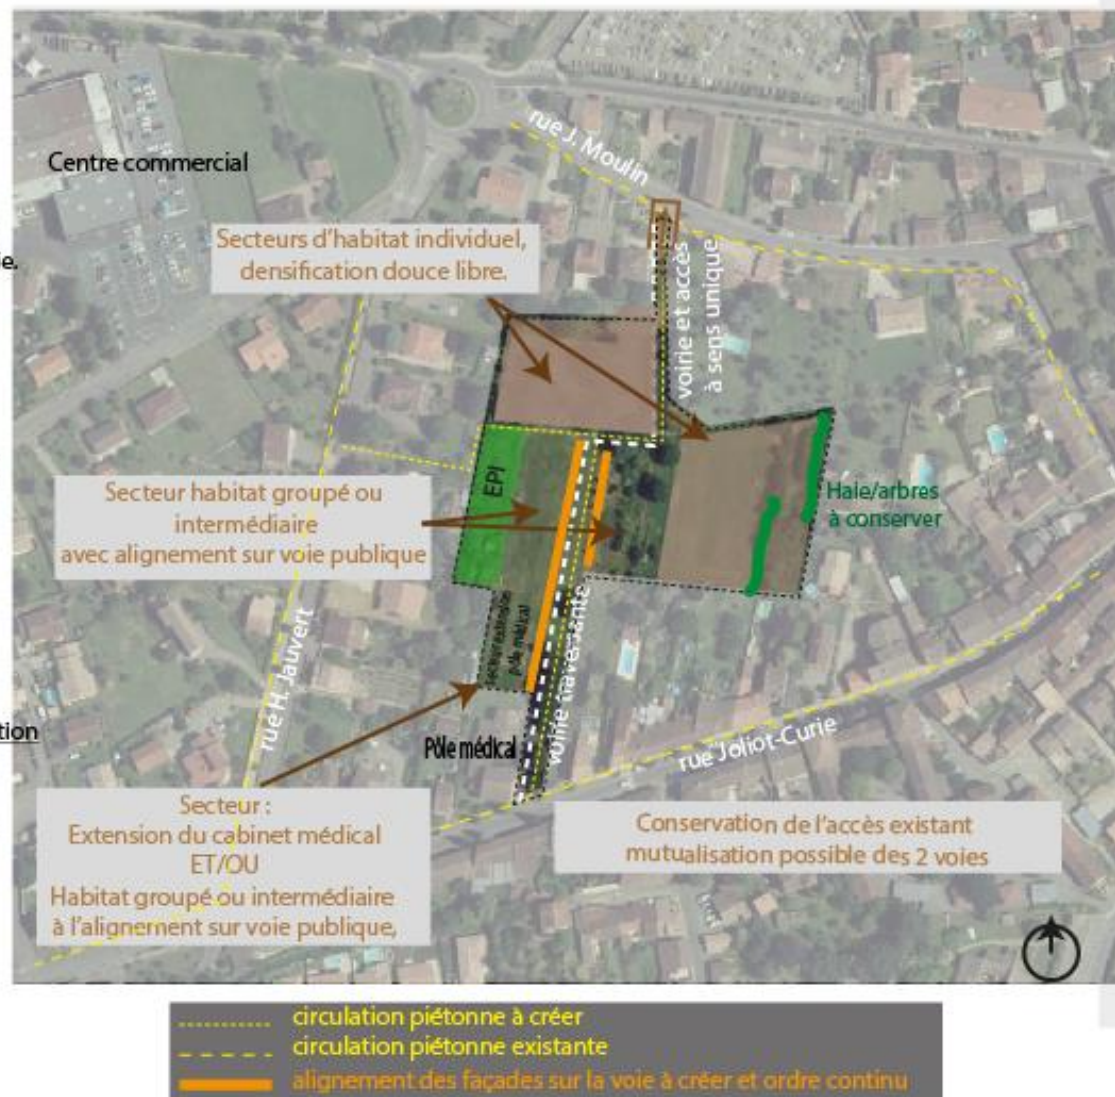 rue J. Moulin
Centre commercial
ie.
Secteurs d'habitat individuel,
densification douce libre.
voirie et accès
à sens unique
EPI
Secteur habitat groupé ou
intermédiaire
avec alignement sur voie publique
Haie/arbres
à conserver
pôle médical
voirie traversante
rue H. Jauvert
tion
Pôle médical
rue Joliot-Curie
Secteur :
Extension du cabinet médical
ET/OU
Habitat groupé ou intermédiaire
à l'alignement sur voie publique,
Conservation de l'accès existant
mutualisation possible des 2 voies
circulation piétonne à créer
circulation piétonne existante
alignement des façades sur la voie à créer et ordre continu